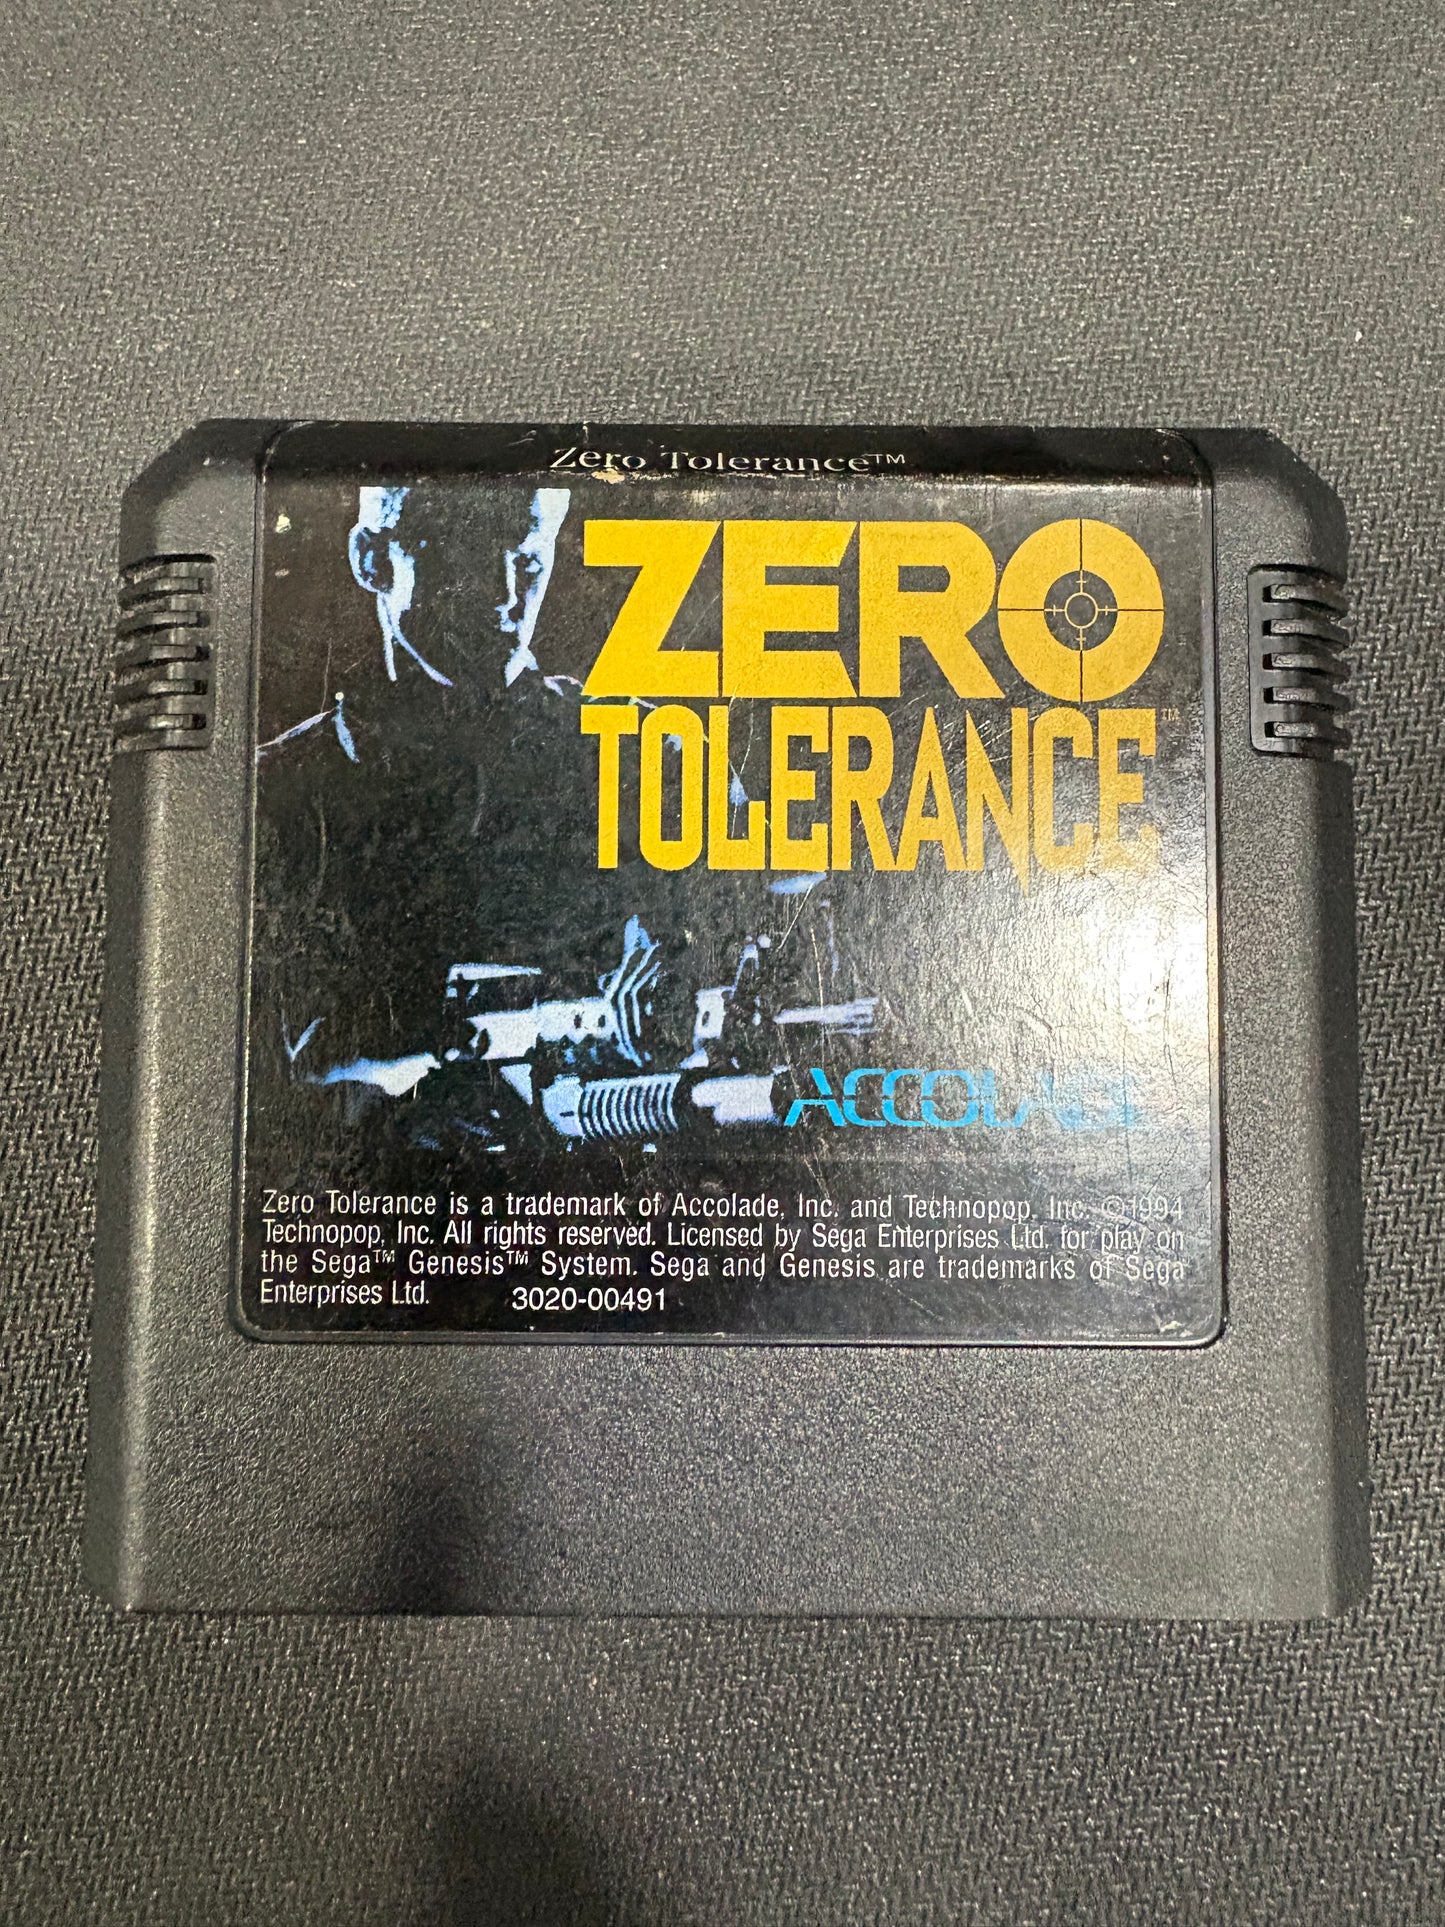 Zero Tolerance™
ZERO
TOLERANCE™
ACCOLADE
Zero Tolerance is a trademark of Accolade, Inc. and Technopop, Inc. ©1994
Technopop, Inc. All rights reserved. Licensed by Sega Enterprises Ltd. for play on
the Sega™ Genesis™ System. Sega and Genesis are trademarks of Sega
Enterprises Ltd. 3020-00491